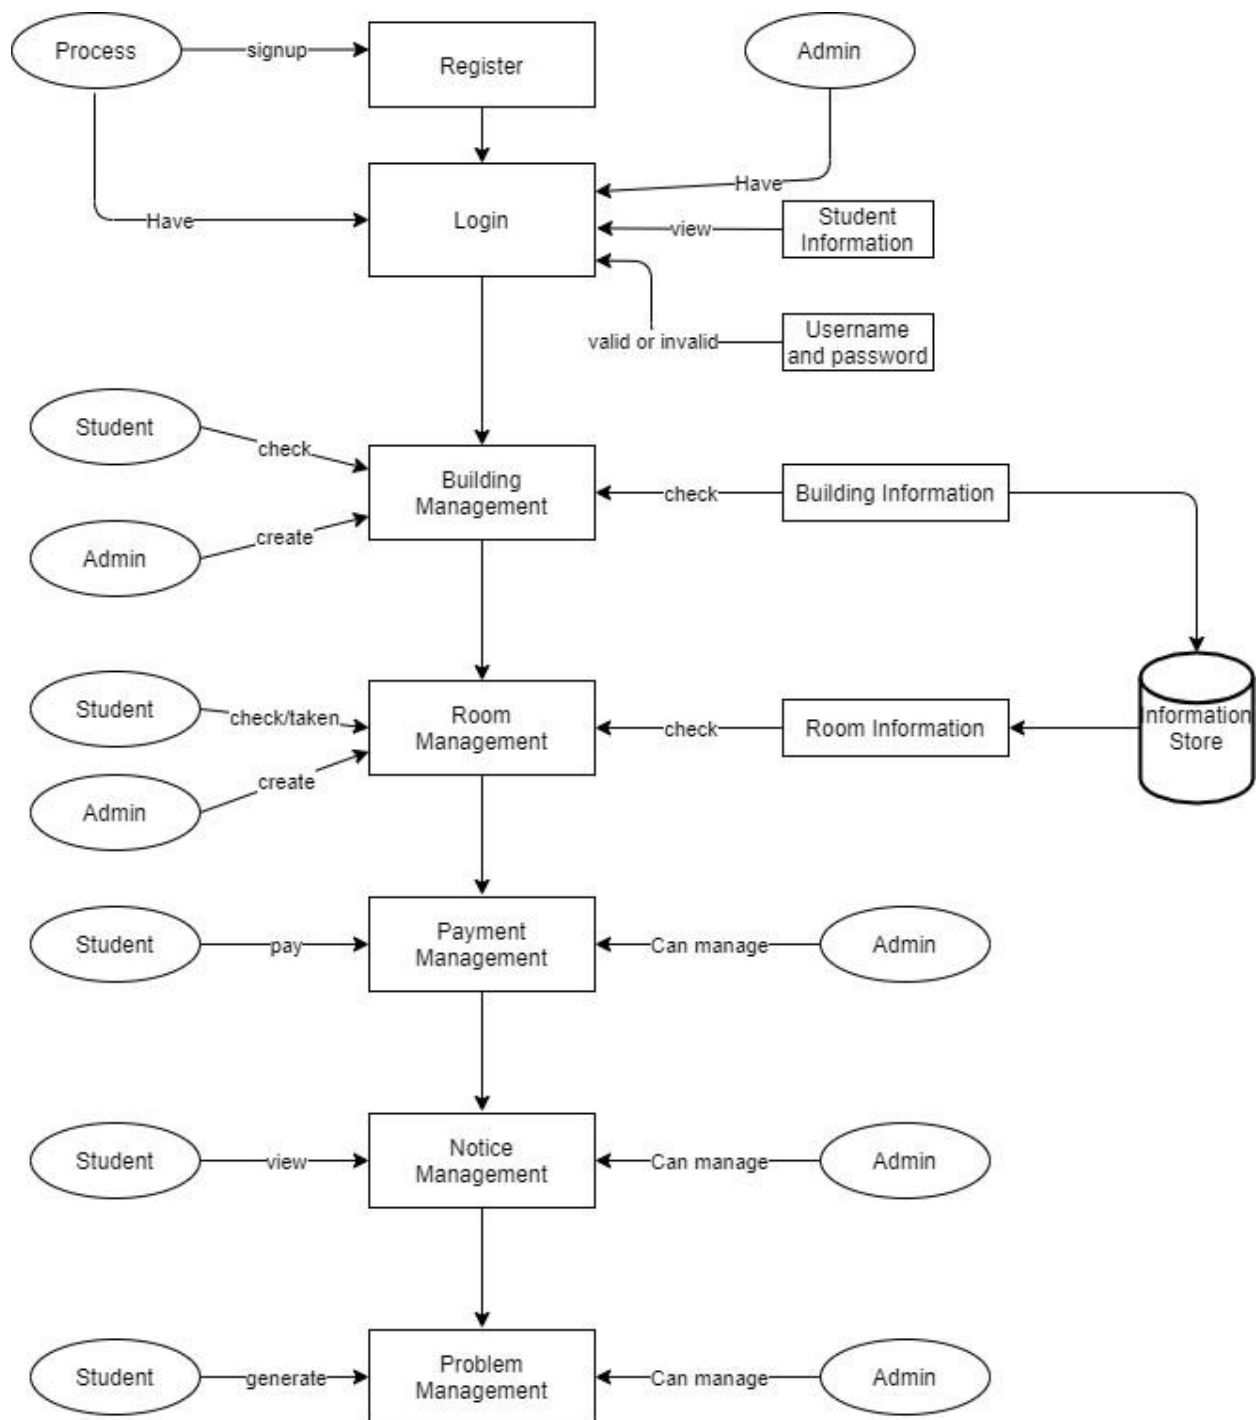 Process
signup
Register
Admin
Have
Login
Have
view
Student
Information
valid or invalid
Username
and password
Student
check
Building
Management
check
Building Information
Admin
create
Student
check/taken
Room
Management
check
Room Information
Information
Store
Admin
create
Student
pay
Payment
Management
Can manage
Admin
Student
view
Notice
Management
Can manage
Admin
Student
generate
Problem
Management
Can manage
Admin